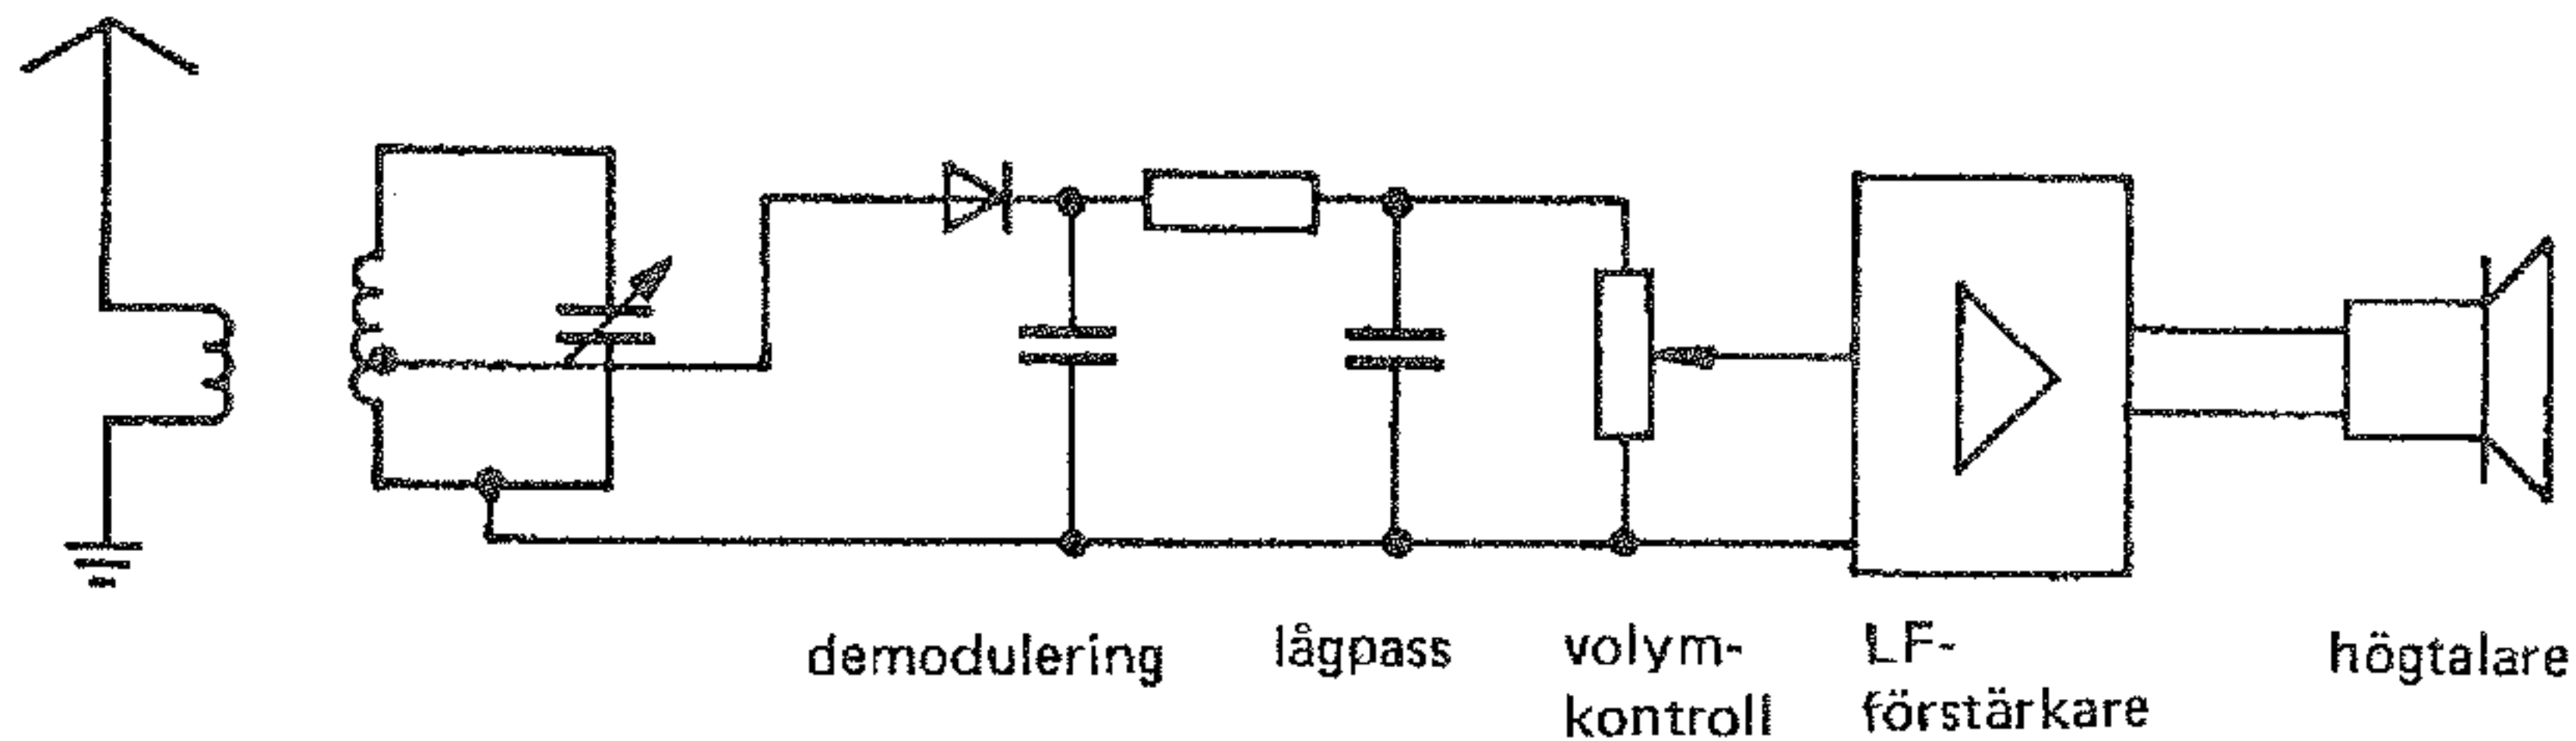 demodulering
lågpass
volym-
kontroll
LF-
förstärkare
högtalare